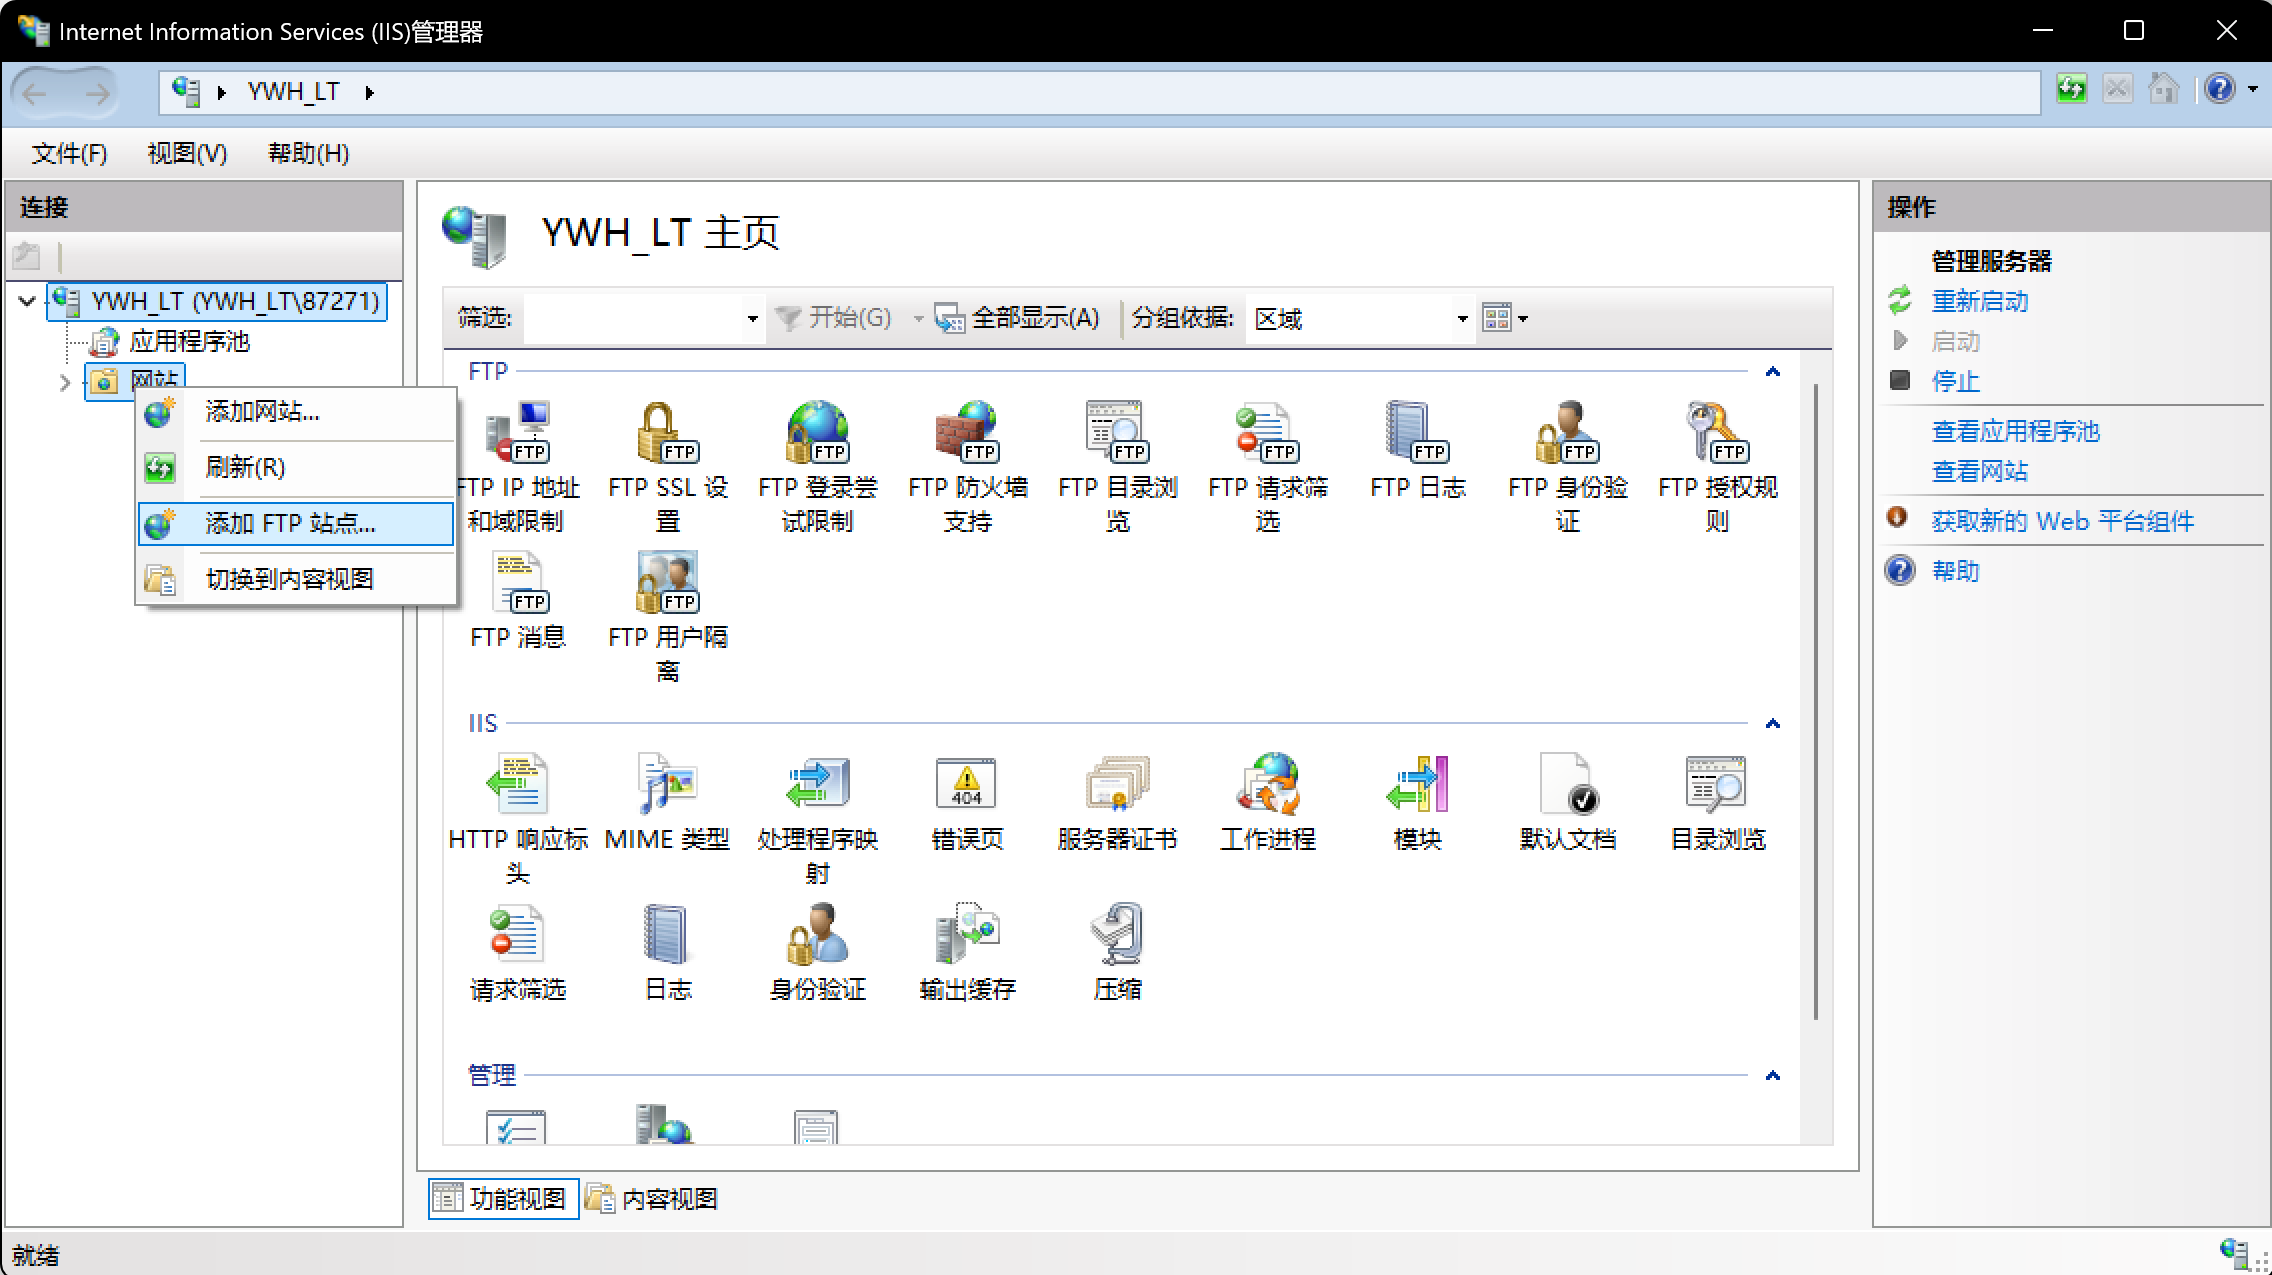 Internet Information Services (IIS)管理器
YWH_LT
文件(F) 视图(V) 帮助(H)
连接
YWH_LT (YWH_LT\87271)
应用程序池
网站
添加网站...
刷新(R)
添加 FTP 站点...
切换到内容视图
YWH_LT 主页
筛选: 开始(G) 全部显示(A) 分组依据: 区域
FTP
FTP IP 地址和域限制
FTP SSL 设置
FTP 登录尝试限制
FTP 防火墙支持
FTP 目录浏览
FTP 请求筛选
FTP 日志
FTP 身份验证
FTP 授权规则
FTP 消息
FTP 用户隔离
IIS
HTTP 响应标头
MIME 类型
处理程序映射
404
错误页
服务器证书
工作进程
模块
默认文档
目录浏览
请求筛选
日志
身份验证
输出缓存
压缩
管理
功能视图 内容视图
操作
管理服务器
重新启动
启动
停止
查看应用程序池
查看网站
获取新的 Web 平台组件
帮助
就绪